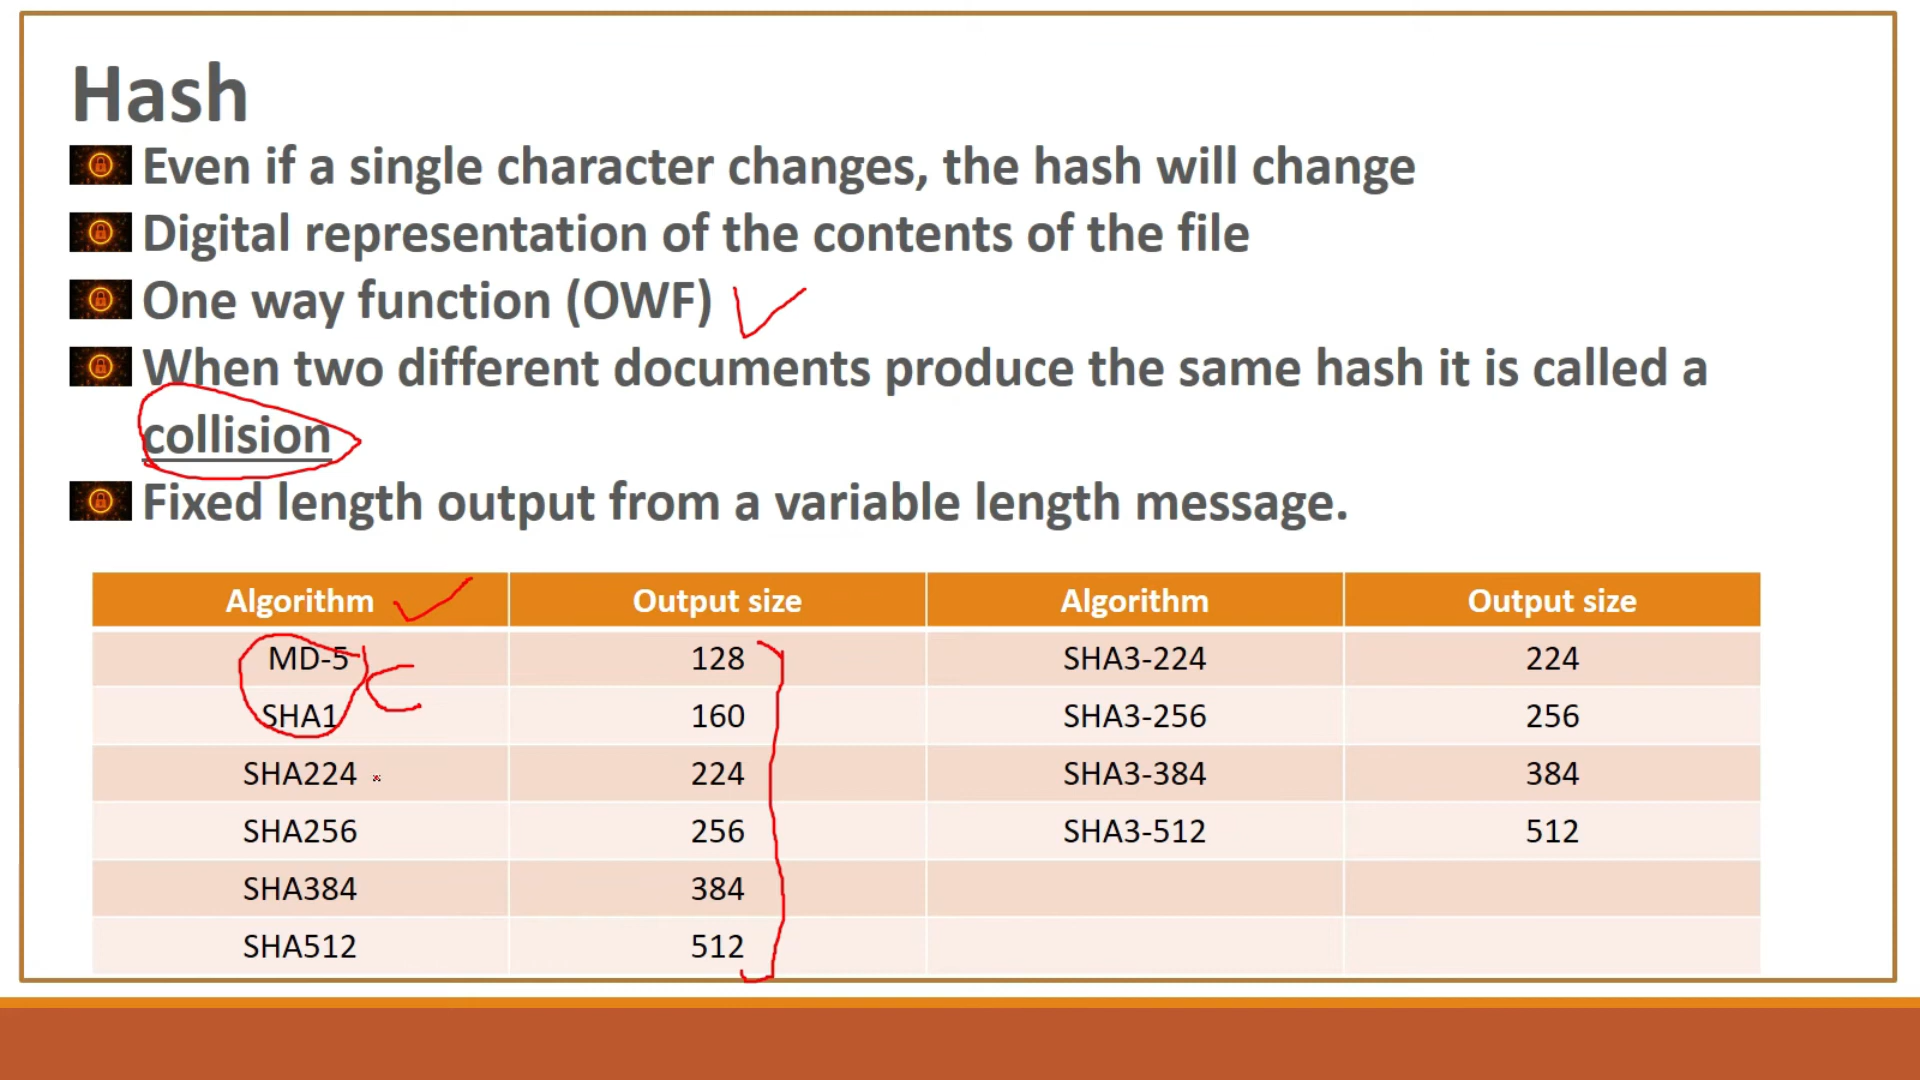 Hash
Even if a single character changes, the hash will change
Digital representation of the contents of the file
One way function (OWF)
When two different documents produce the same hash it is called a
collision
Fixed length output from a variable length message.
Algorithm Output size Algorithm Output size
MD-5 128 SHA3-224 224
SHA1 160 SHA3-256 256
SHA224 224 SHA3-384 384
SHA256 256 SHA3-512 512
SHA384 384
SHA512 512